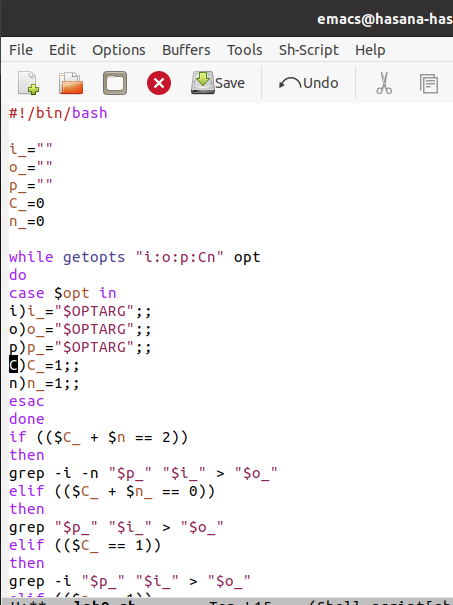 emacs@hasana-has
File Edit Options Buffers Tools Sh-Script Help
Save Undo
#!/bin/bash
i_=""
o_=""
p_=""
C_=0
n_=0
while getopts "i:o:p:Cn" opt
do
case $opt in
i)i_="$OPTARG";;
o)o_="$OPTARG";;
p)p_="$OPTARG";;
C)C_=1;;
n)n_=1;;
esac
done
if (($C_ + $n == 2))
then
grep -i -n "$p_" "$i_" > "$o_"
elif (($C_ + $n_ == 0))
then
grep "$p_" "$i_" > "$o_"
elif (($C_ == 1))
then
grep -i "$p_" "$i_" > "$o_"